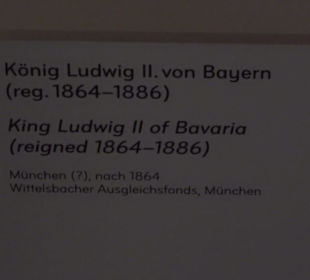 König Ludwig II. von Bayern
(reg. 1864–1886)
King Ludwig II of Bavaria
(reigned 1864–1886)
München (?), nach 1864
Wittelsbacher Ausgleichsfonds, München